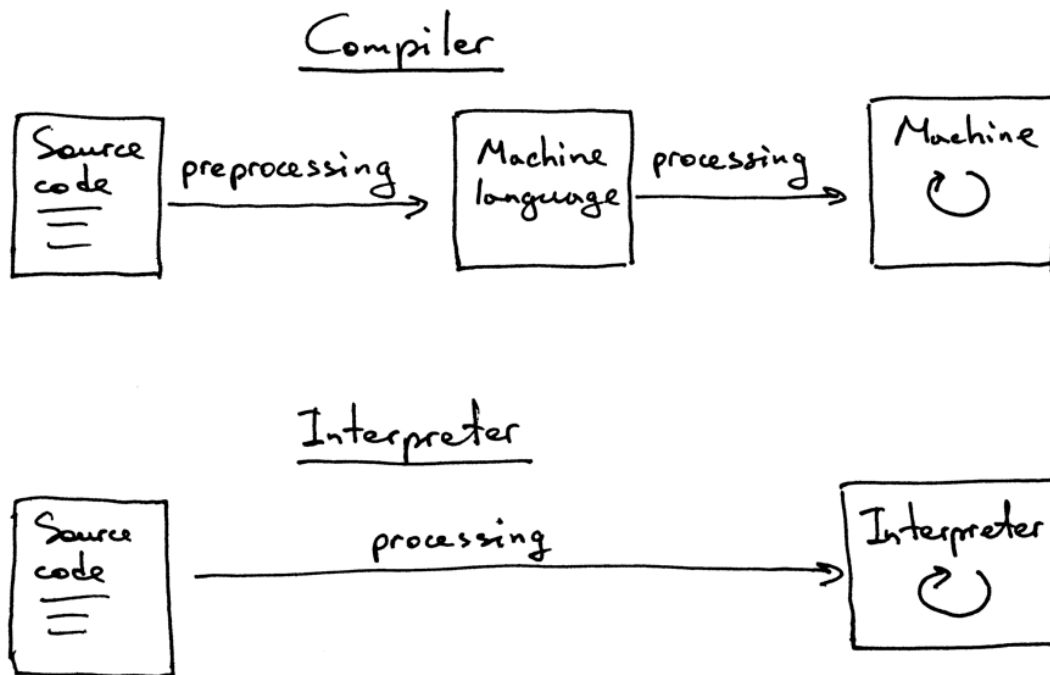 Compiler
Source
code
preprocessing
Machine
language
processing
Machine
Interpreter
Source
code
processing
Interpreter